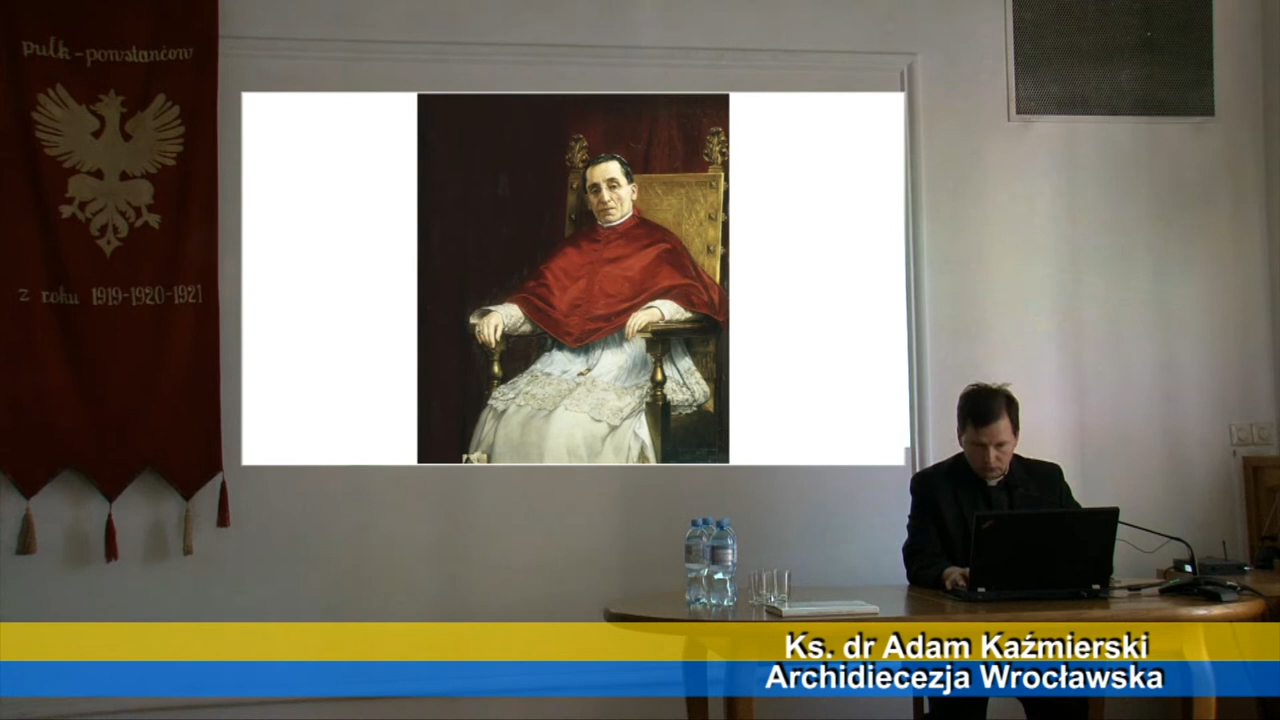 pułk-powstańców
z roku 1919-1920-1921
Ks. dr Adam Kaźmierski
Archidiecezja Wrocławska